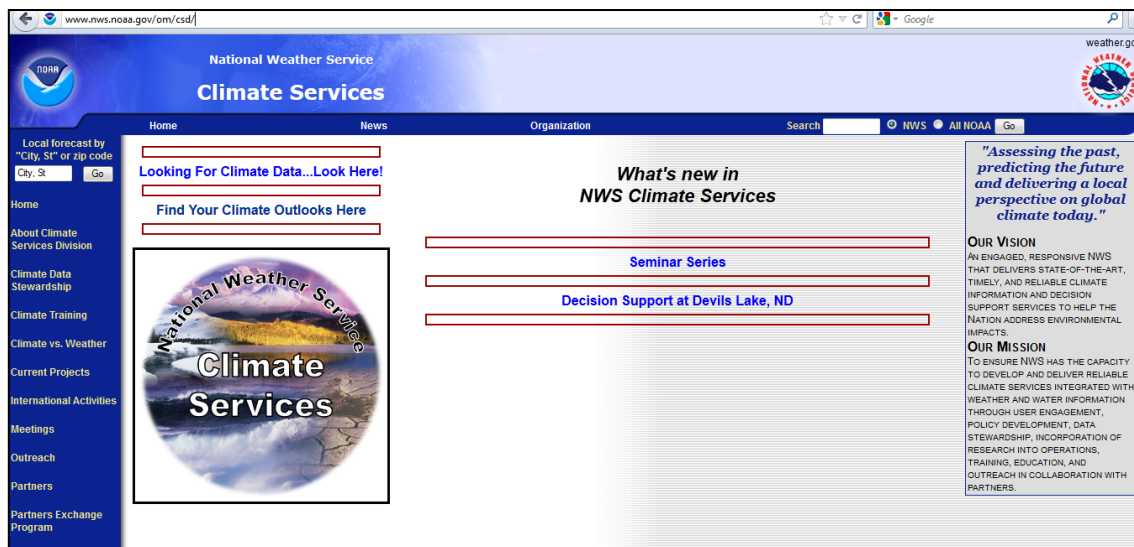 www.nws.noaa.gov/om/csd/
Google
weather.go
NOAA
National Weather Service
Climate Services
Home
News
Organization
Search
NWS
All NOAA
Go
Local forecast by
"City, St" or zip code
City, St
Go
Home
About Climate
Services Division
Climate Data
Stewardship
Climate Training
Climate vs. Weather
Current Projects
International Activities
Meetings
Outreach
Partners
Partners Exchange
Program
Looking For Climate Data...Look Here!
Find Your Climate Outlooks Here
National Weather Service
Climate
Services
What's new in
NWS Climate Services
Seminar Series
Decision Support at Devils Lake, ND
"Assessing the past,
predicting the future
and delivering a local
perspective on global
climate today."
OUR VISION
AN ENGAGED, RESPONSIVE NWS
THAT DELIVERS STATE-OF-THE-ART,
TIMELY, AND RELIABLE CLIMATE
INFORMATION AND DECISION
SUPPORT SERVICES TO HELP THE
NATION ADDRESS ENVIRONMENTAL
IMPACTS.
OUR MISSION
TO ENSURE NWS HAS THE CAPACITY
TO DEVELOP AND DELIVER RELIABLE
CLIMATE SERVICES INTEGRATED WITH
WEATHER AND WATER INFORMATION
THROUGH USER ENGAGEMENT,
POLICY DEVELOPMENT, DATA
STEWARDSHIP, INCORPORATION OF
RESEARCH INTO OPERATIONS,
TRAINING, EDUCATION, AND
OUTREACH IN COLLABORATION WITH
PARTNERS.